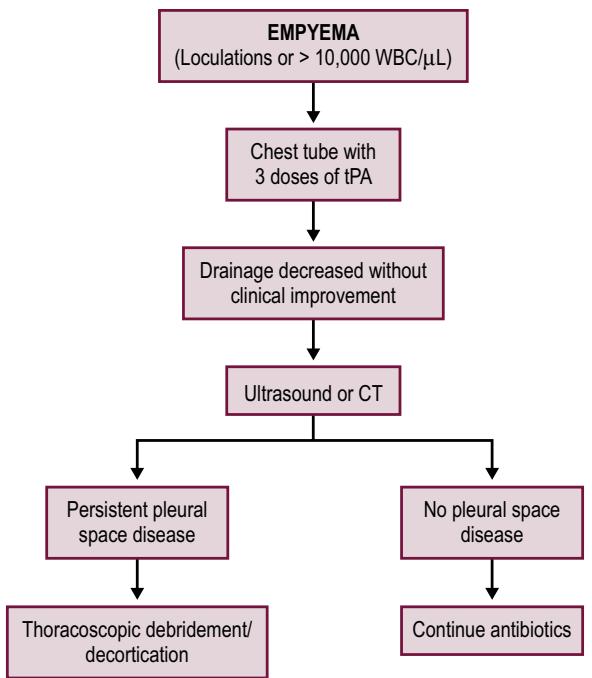 EMPYEMA
(Loculations or > 10,000 WBC/μL)
Chest tube with
3 doses of tPA
Drainage decreased without
clinical improvement
Ultrasound or CT
Persistent pleural
space disease
No pleural space
disease
Thoracoscopic debridement/
decortication
Continue antibiotics